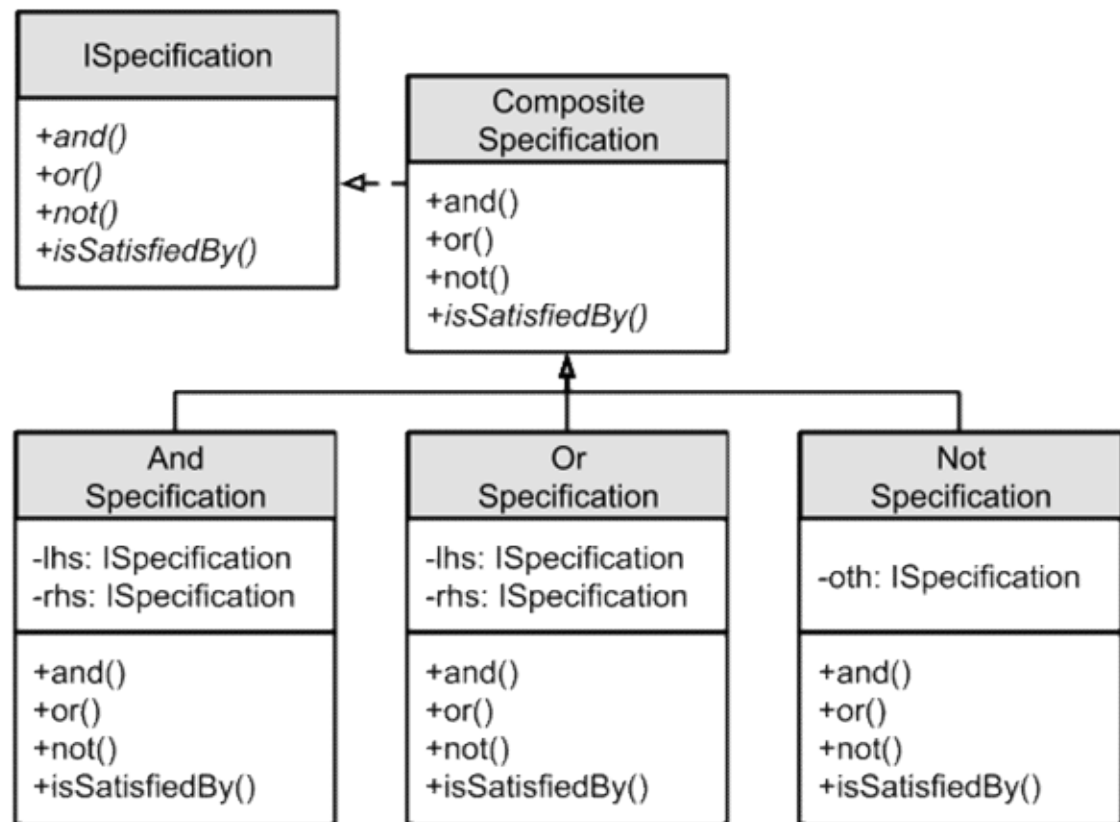 ISpecification
+and()
+or()
+not()
+isSatisfiedBy()
Composite
Specification
+and()
+or()
+not()
+isSatisfiedBy()
And
Specification
-lhs: ISpecification
-rhs: ISpecification
+and()
+or()
+not()
+isSatisfiedBy()
Or
Specification
-lhs: ISpecification
-rhs: ISpecification
+and()
+or()
+not()
+isSatisfiedBy()
Not
Specification
-oth: ISpecification
+and()
+or()
+not()
+isSatisfiedBy()